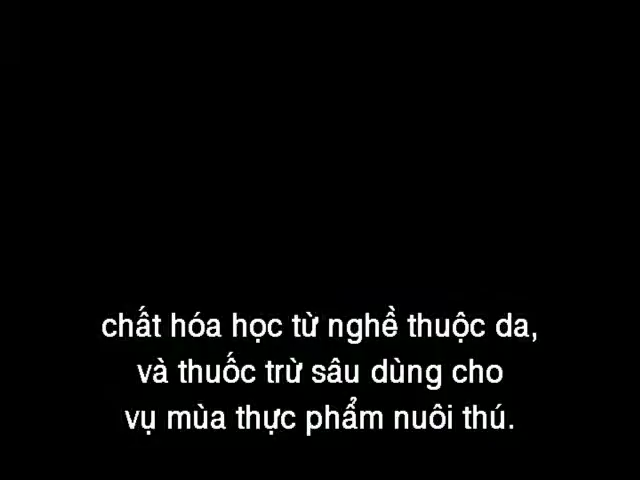 chất hóa học từ nghề thuộc da,
và thuốc trừ sâu dùng cho
vụ mùa thực phẩm nuôi thú.